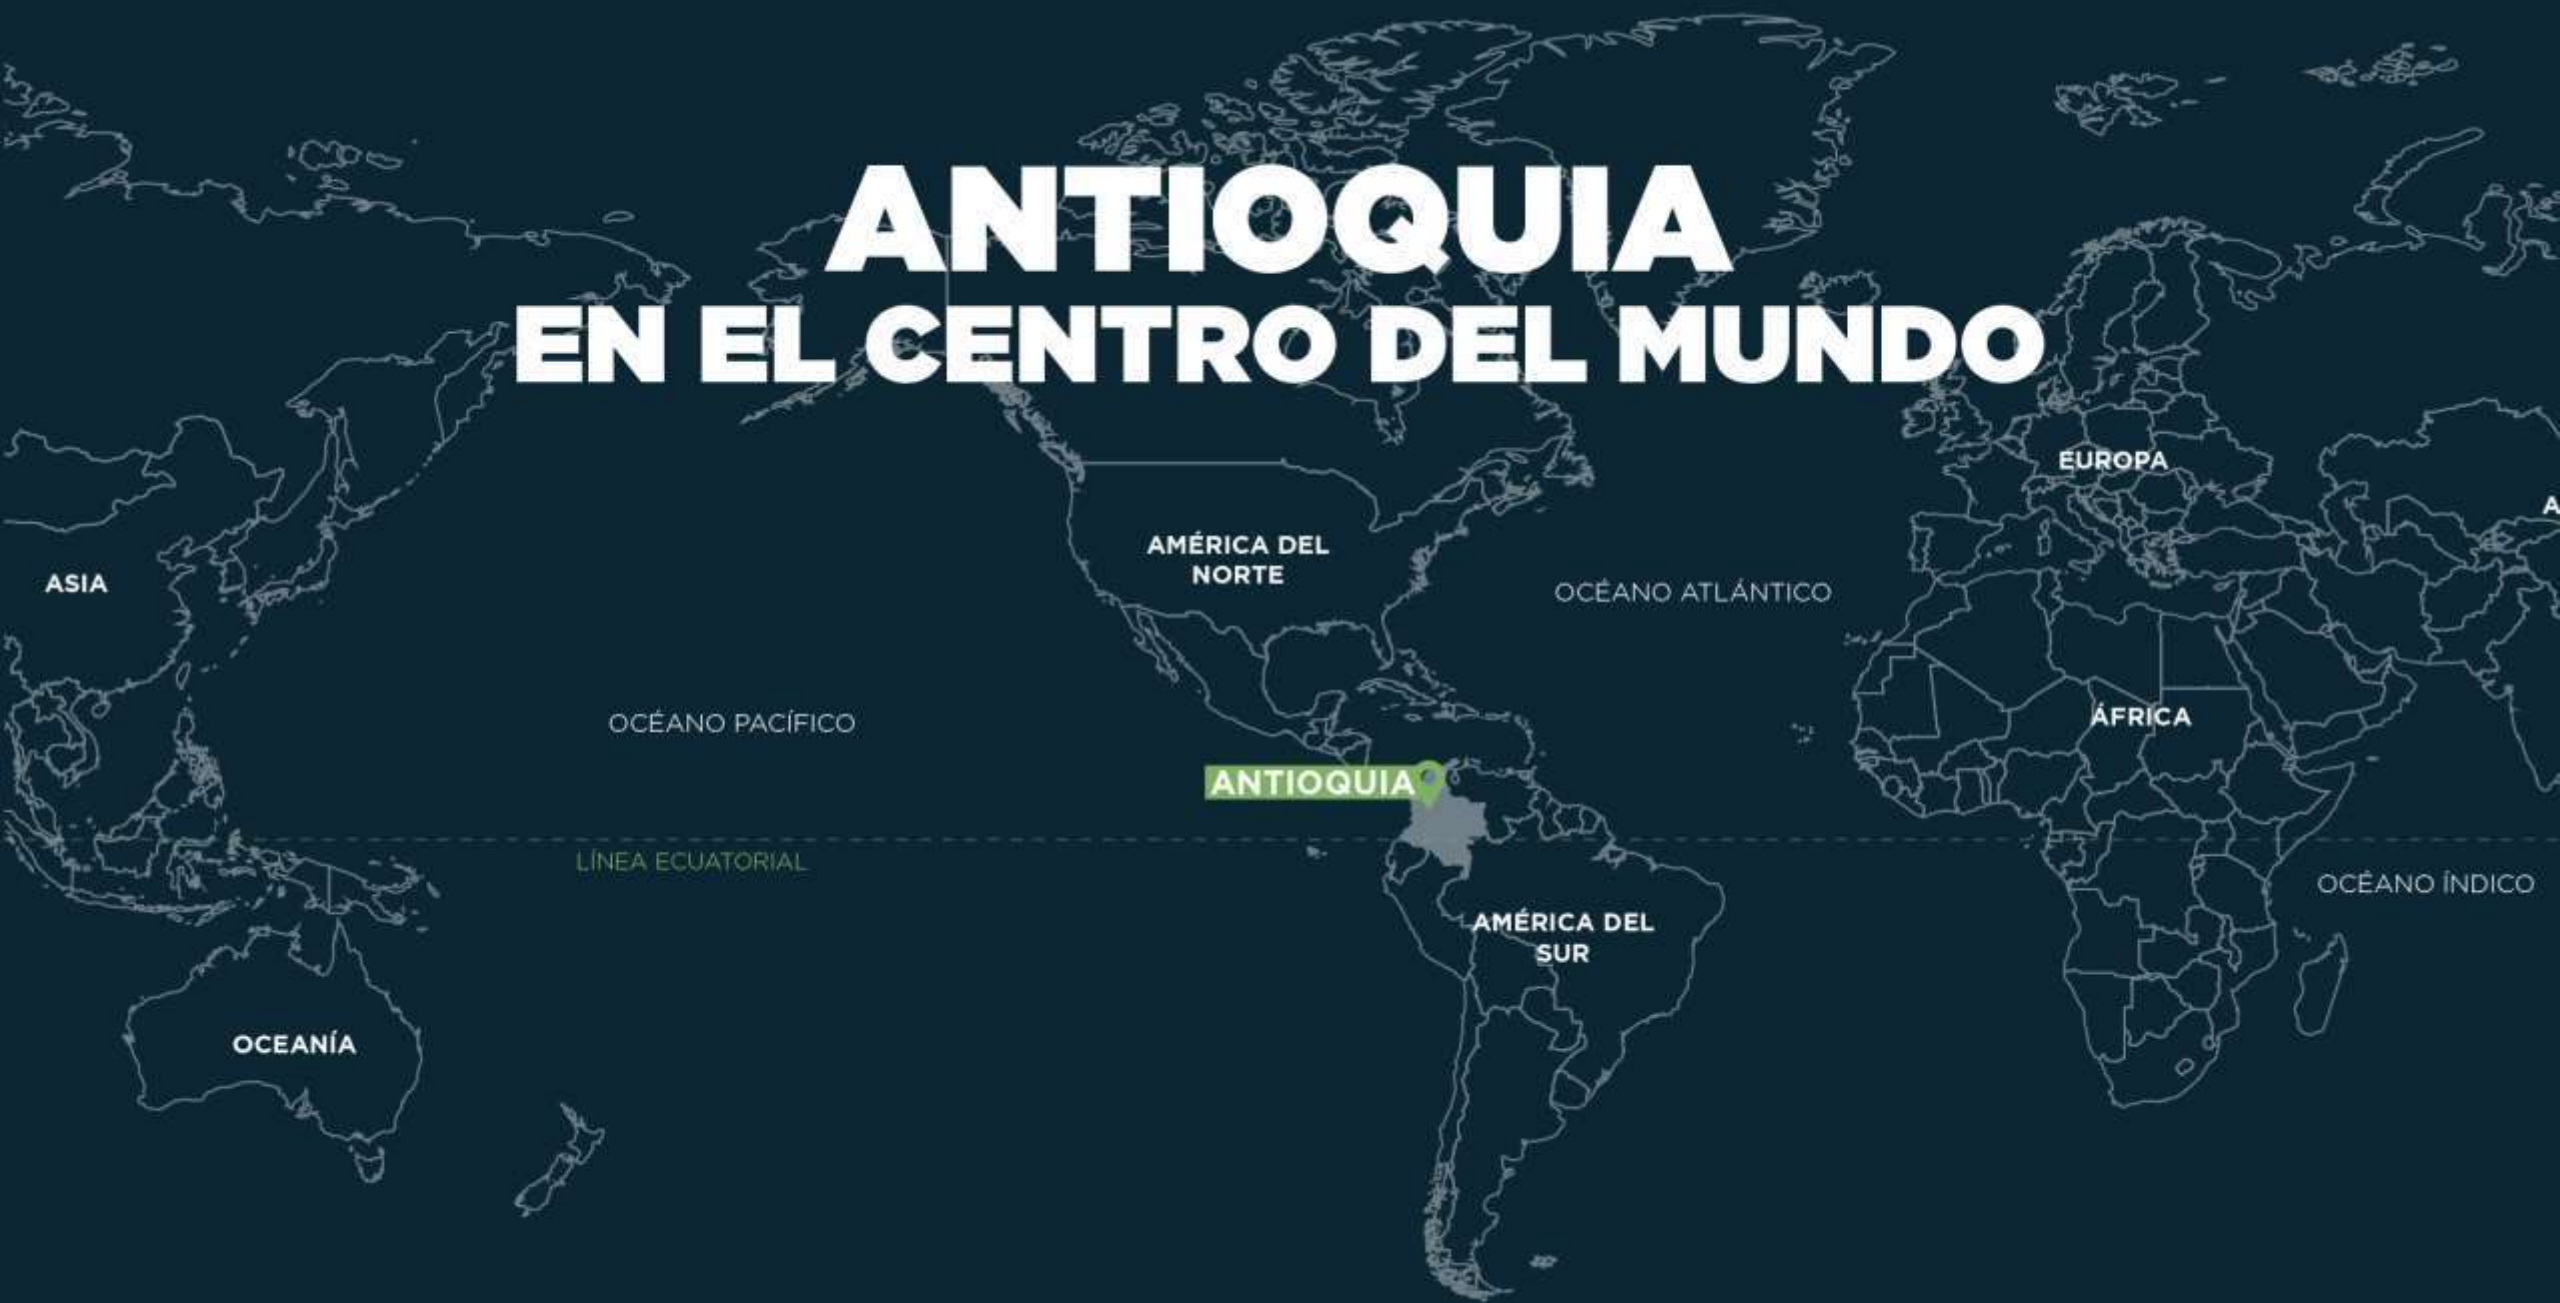 ANTIOQUIA
EN EL CENTRO DEL MUNDO
EUROPA
A
AMÉRICA DEL
NORTE
ASIA
OCÉANO ATLÁNTICO
OCÉANO PACÍFICO
ÁFRICA
ANTIOQUIA
LÍNEA ECUATORIAL
OCÉANO ÍNDICO
AMÉRICA DEL
SUR
OCEANÍA